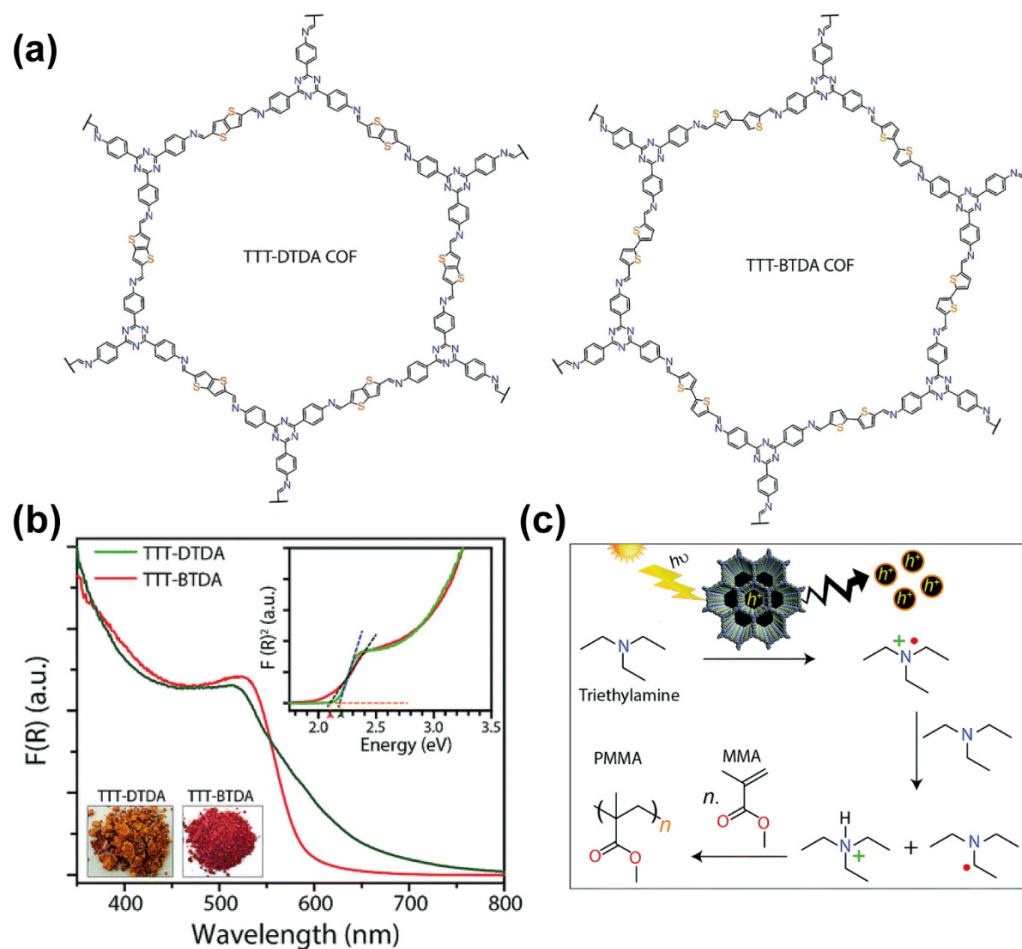 (a)
TTT-DTDA COF
TTT-BTDA COF
(b)
TTT-DTDA
TTT-BTDA
F (R)² (a.u.)
2.0 2.5 3.0 3.5
Energy (eV)
F(R) (a.u.)
TTT-DTDA TTT-BTDA
400 500 600 700 800
Wavelength (nm)
(c)
hυ
h⁺
h⁺
h⁺
h⁺
h⁺
N
Triethylamine
+ •
N
N
PMMA
MMA
n.
O
O
n
O
O
H
N
+
+
N